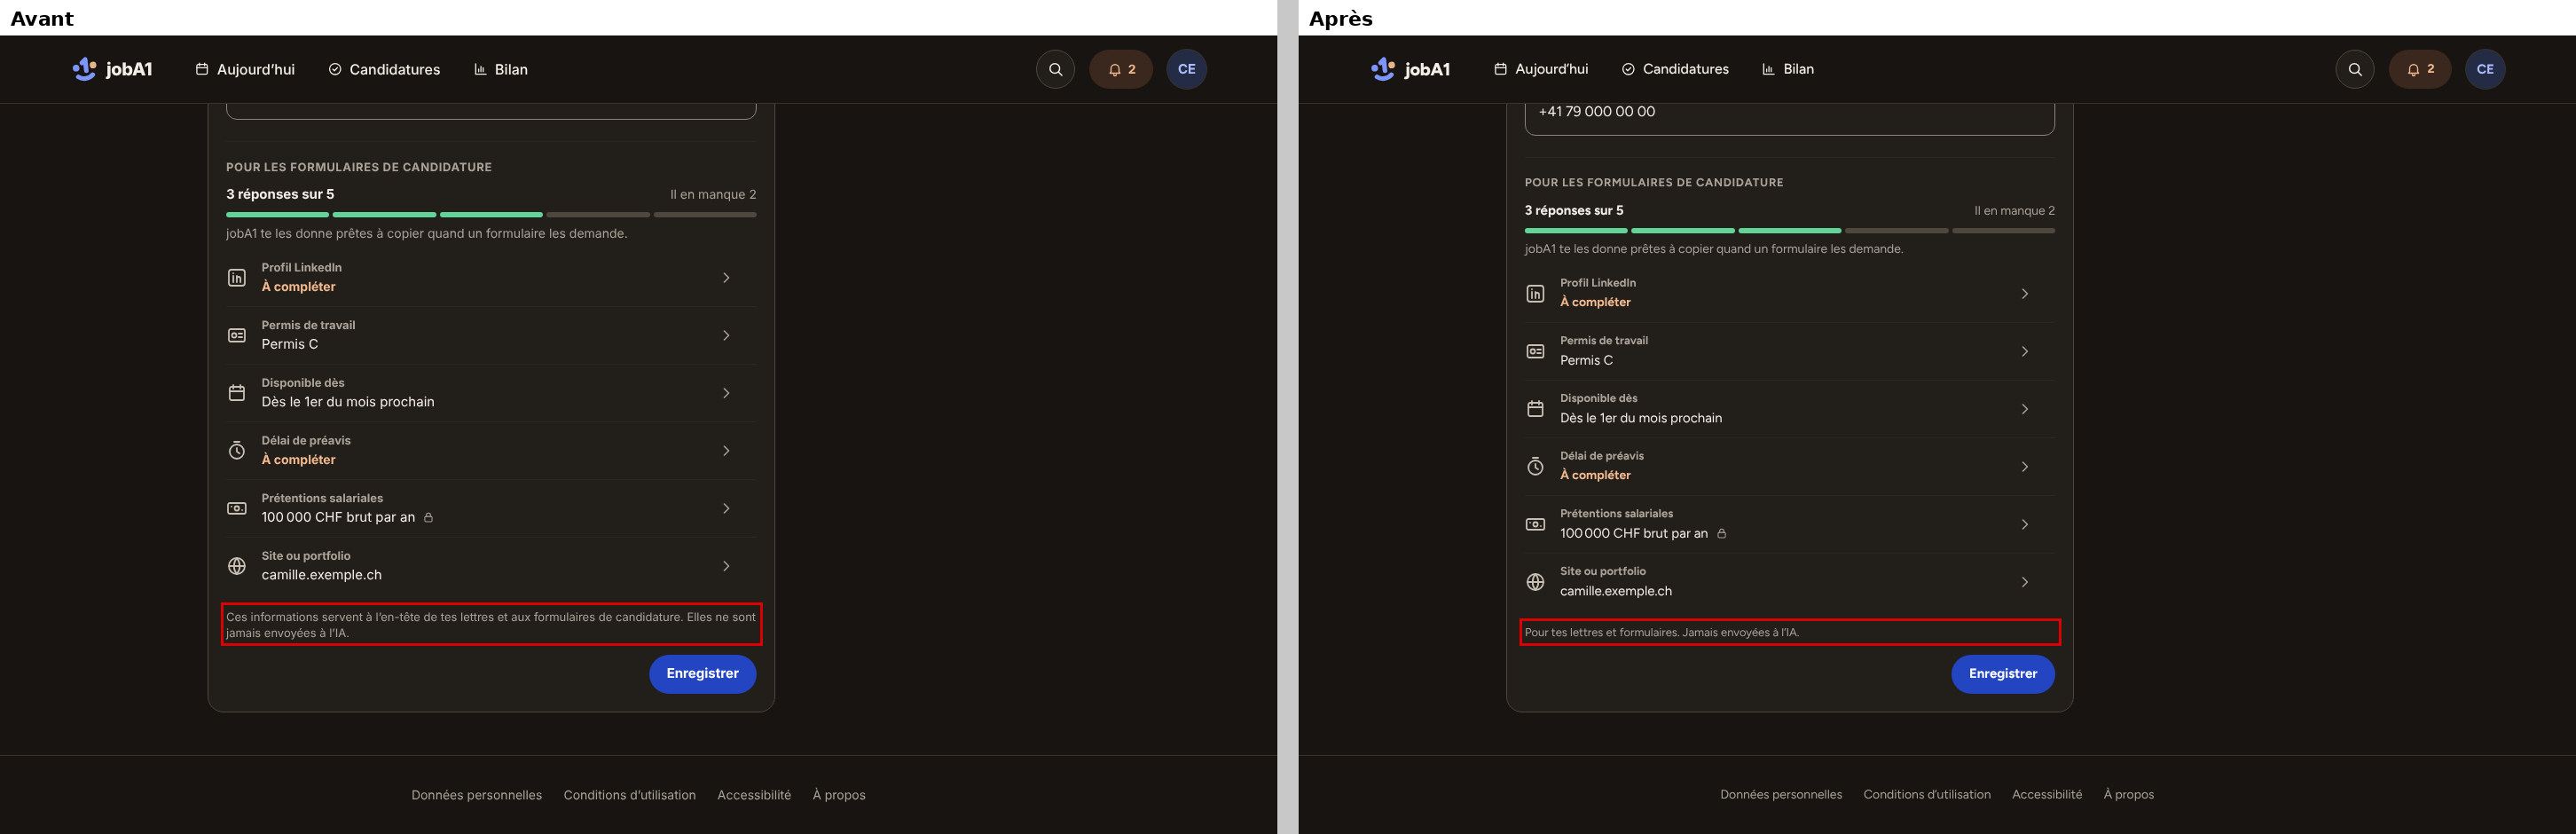 Avant
jobA1
Aujourd'hui
Candidatures
Bilan
2
CE
POUR LES FORMULAIRES DE CANDIDATURE
3 réponses sur 5
Il en manque 2
jobA1 te les donne prêtes à copier quand un formulaire les demande.
Profil LinkedIn
À compléter
Permis de travail
Permis C
Disponible dès
Dès le 1er du mois prochain
Délai de préavis
À compléter
Prétentions salariales
100 000 CHF brut par an
Site ou portfolio
camille.exemple.ch
Ces informations servent à l'en-tête de tes lettres et aux formulaires de candidature. Elles ne sont
jamais envoyées à l'IA.
Enregistrer
Données personnelles
Conditions d'utilisation
Accessibilité
À propos
Après
jobA1
Aujourd'hui
Candidatures
Bilan
2
CE
+41 79 000 00 00
POUR LES FORMULAIRES DE CANDIDATURE
3 réponses sur 5
Il en manque 2
jobA1 te les donne prêtes à copier quand un formulaire les demande.
Profil LinkedIn
À compléter
Permis de travail
Permis C
Disponible dès
Dès le 1er du mois prochain
Délai de préavis
À compléter
Prétentions salariales
100 000 CHF brut par an
Site ou portfolio
camille.exemple.ch
Pour tes lettres et formulaires. Jamais envoyées à l'IA.
Enregistrer
Données personnelles
Conditions d'utilisation
Accessibilité
À propos